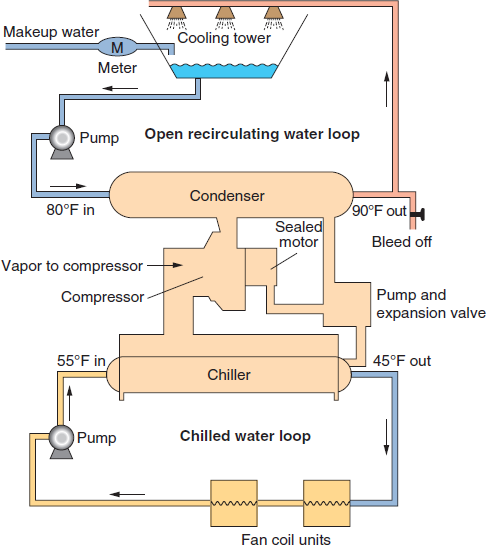 Makeup water
M
Meter
Cooling tower
Pump
Open recirculating water loop
80°F in
Condenser
90°F out
Bleed off
Sealed
motor
Vapor to compressor
Compressor
Pump and
expansion valve
55°F in
Chiller
45°F out
Pump
Chilled water loop
Fan coil units